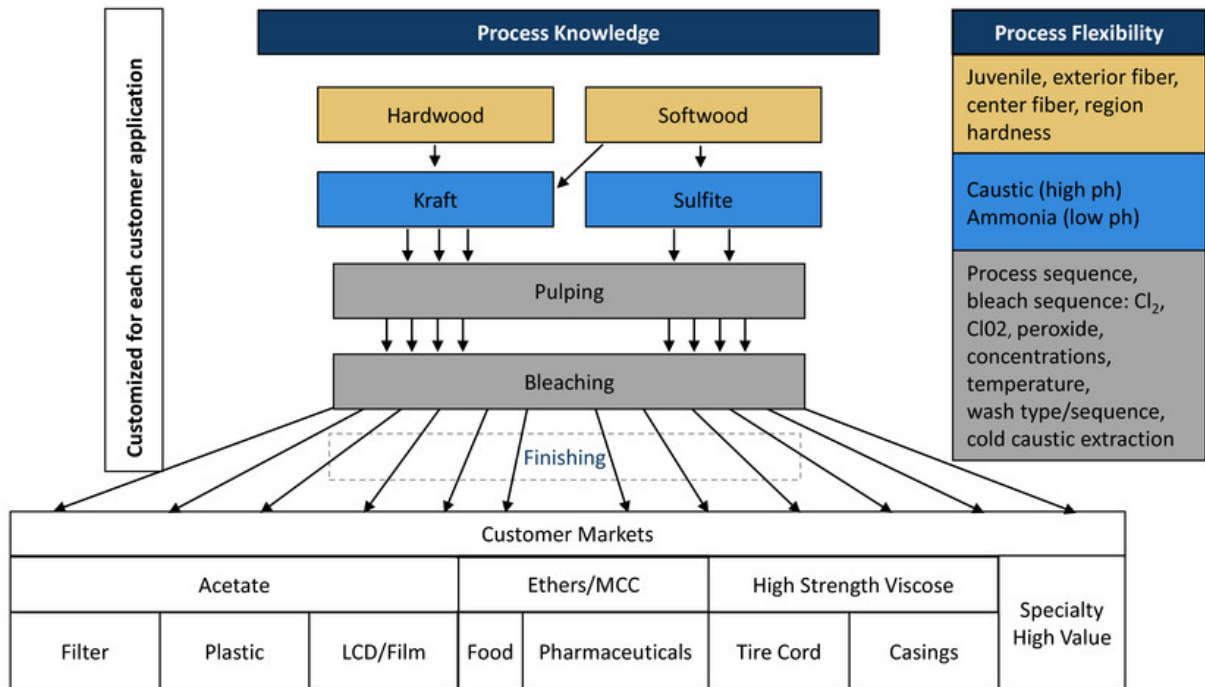 Customized for each customer application
Process Knowledge
Hardwood
Softwood
Kraft
Sulfite
Pulping
Bleaching
Finishing
Process Flexibility
Juvenile, exterior fiber,
center fiber, region
hardness
Caustic (high ph)
Ammonia (low ph)
Process sequence,
bleach sequence: Cl₂,
Cl02, peroxide,
concentrations,
temperature,
wash type/sequence,
cold caustic extraction
Customer Markets
Acetate
Ethers/MCC
High Strength Viscose
Specialty
High Value
Filter
Plastic
LCD/Film
Food
Pharmaceuticals
Tire Cord
Casings